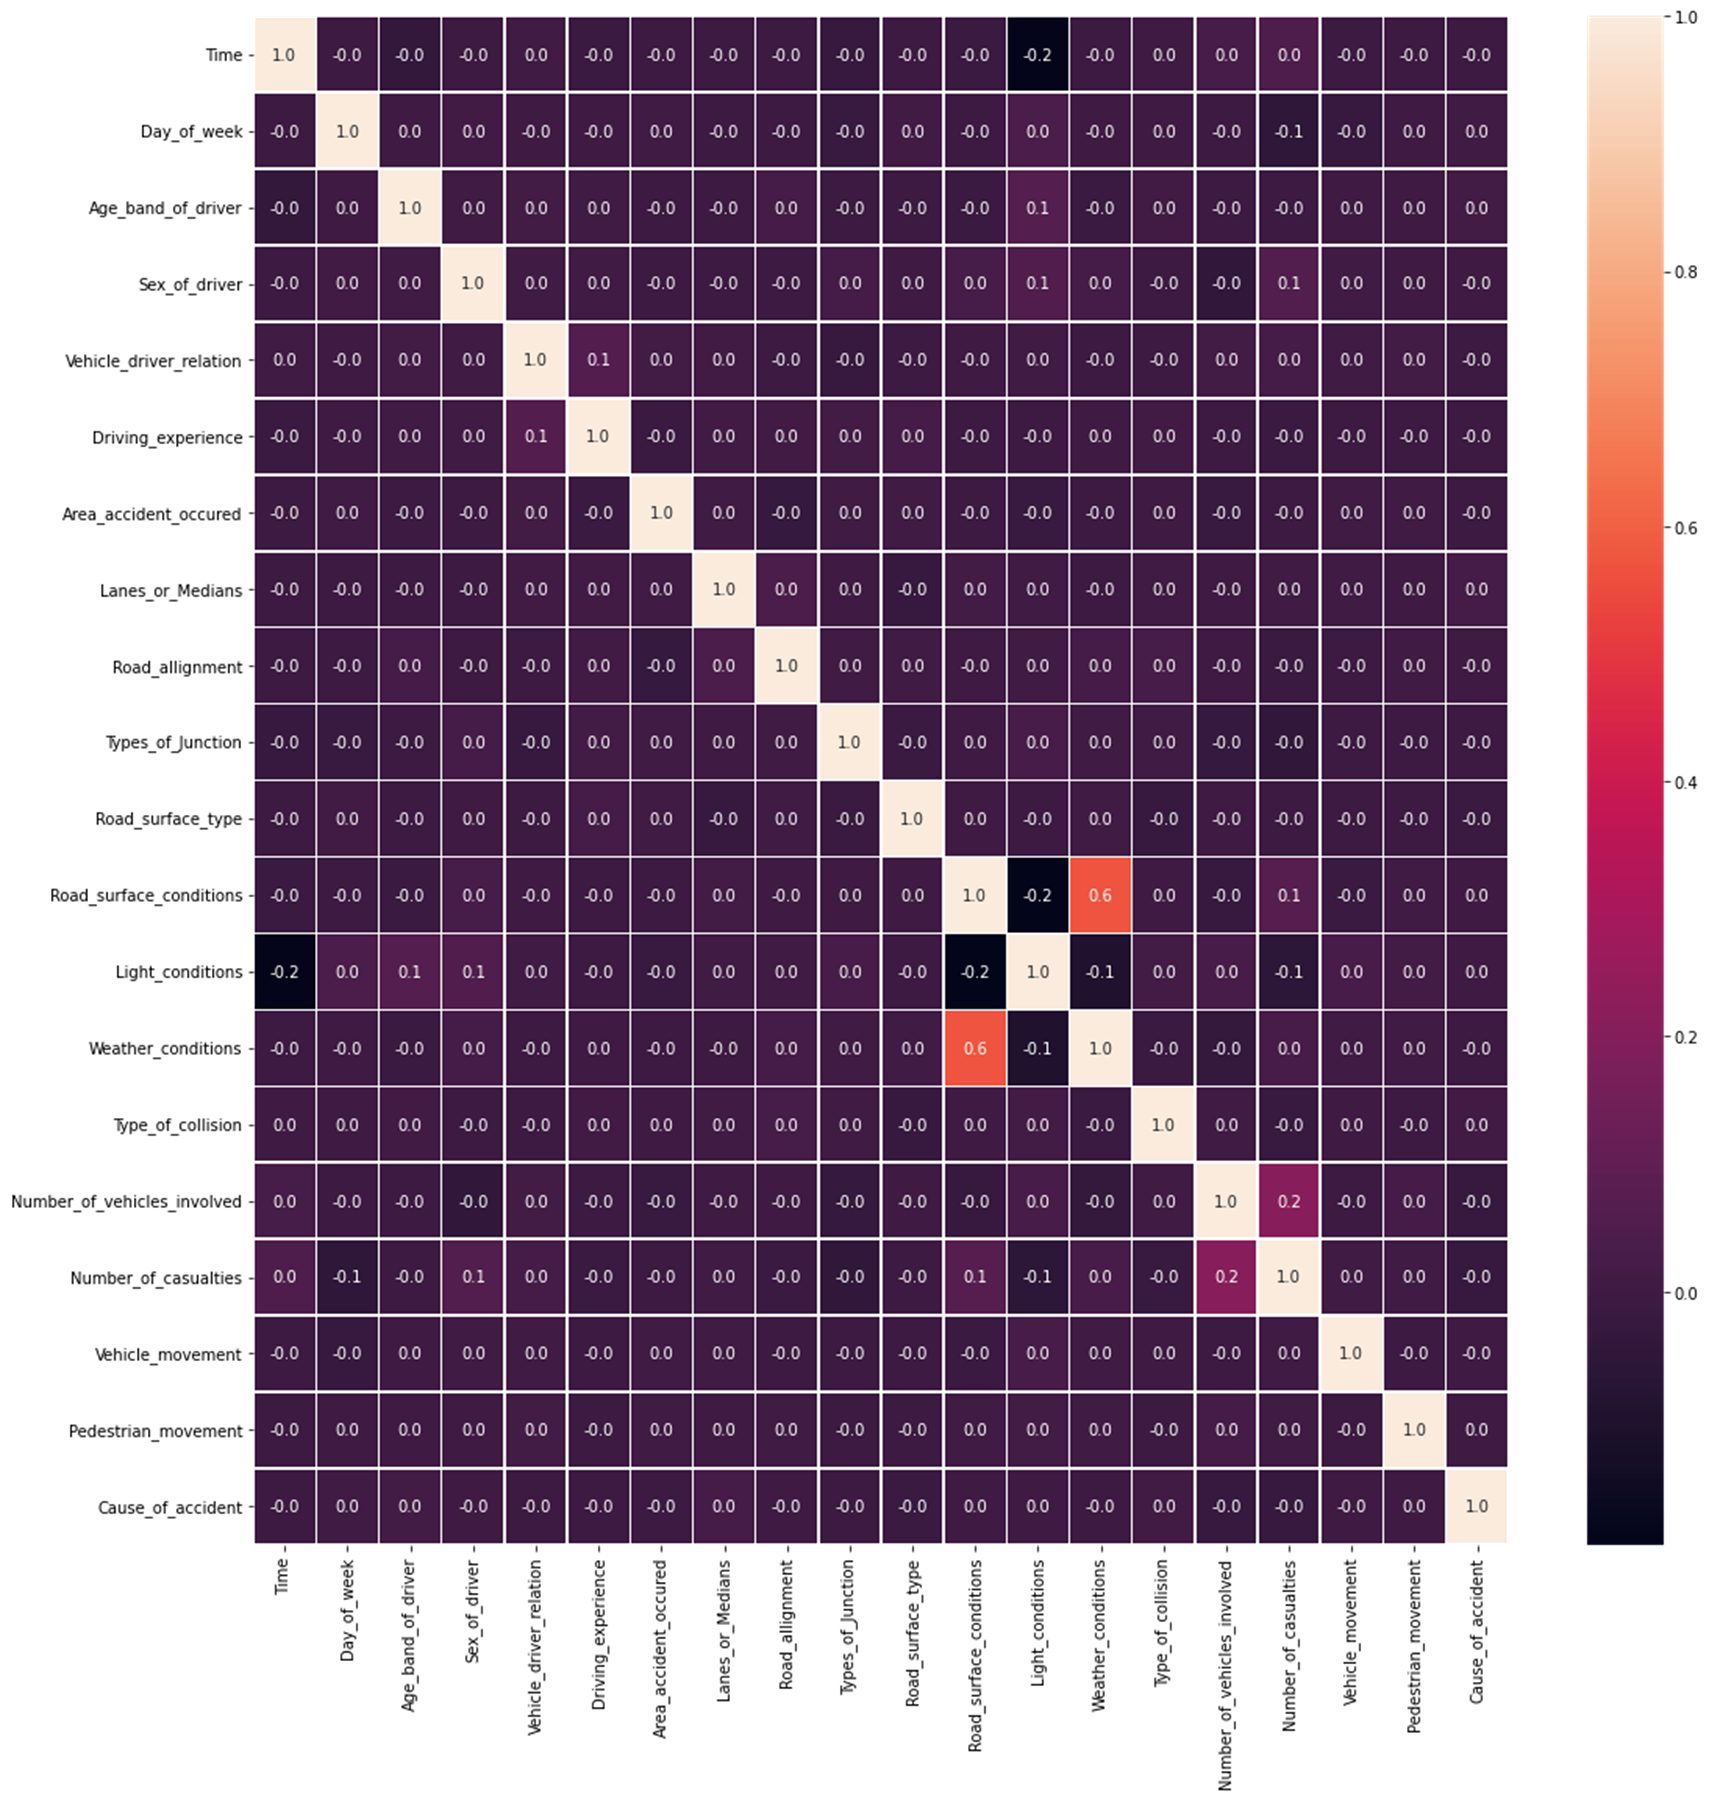 Time 1.0 -0.0 -0.0 -0.0 0.0 -0.0 -0.0 -0.0 -0.0 -0.0 -0.0 -0.0 -0.2 -0.0 0.0 0.0 0.0 -0.0 -0.0 -0.0
Day_of_week -0.0 1.0 0.0 0.0 -0.0 -0.0 0.0 -0.0 -0.0 -0.0 0.0 -0.0 0.0 -0.0 0.0 -0.0 -0.1 -0.0 0.0 0.0
Age_band_of_driver -0.0 0.0 1.0 0.0 0.0 0.0 -0.0 -0.0 0.0 -0.0 -0.0 -0.0 0.1 -0.0 0.0 -0.0 -0.0 0.0 0.0 0.0
Sex_of_driver -0.0 0.0 0.0 1.0 0.0 0.0 -0.0 -0.0 -0.0 0.0 0.0 0.0 0.1 0.0 -0.0 -0.0 0.1 0.0 0.0 -0.0
Vehicle_driver_relation 0.0 -0.0 0.0 0.0 1.0 0.1 0.0 0.0 -0.0 -0.0 0.0 -0.0 0.0 -0.0 -0.0 0.0 0.0 0.0 0.0 -0.0
Driving_experience -0.0 -0.0 0.0 0.0 0.1 1.0 -0.0 0.0 0.0 0.0 0.0 -0.0 -0.0 -0.0 0.0 -0.0 -0.0 -0.0 -0.0 -0.0
Area_accident_occured -0.0 0.0 -0.0 -0.0 0.0 -0.0 1.0 0.0 -0.0 0.0 0.0 -0.0 -0.0 -0.0 0.0 -0.0 -0.0 0.0 0.0 -0.0
Lanes_or_Medians -0.0 -0.0 -0.0 -0.0 0.0 0.0 0.0 1.0 0.0 0.0 -0.0 0.0 0.0 -0.0 0.0 -0.0 0.0 0.0 0.0 0.0
Road_allignment -0.0 -0.0 0.0 -0.0 -0.0 0.0 -0.0 0.0 1.0 0.0 0.0 -0.0 0.0 0.0 0.0 -0.0 -0.0 0.0 0.0 -0.0
Types_of_Junction -0.0 -0.0 -0.0 0.0 -0.0 0.0 0.0 0.0 0.0 1.0 -0.0 0.0 0.0 0.0 0.0 -0.0 -0.0 -0.0 -0.0 -0.0
Road_surface_type -0.0 0.0 -0.0 0.0 0.0 0.0 0.0 -0.0 0.0 -0.0 1.0 0.0 -0.0 0.0 -0.0 -0.0 -0.0 -0.0 -0.0 -0.0
Road_surface_conditions -0.0 -0.0 -0.0 0.0 -0.0 -0.0 -0.0 0.0 -0.0 0.0 0.0 1.0 -0.2 0.6 0.0 -0.0 0.1 -0.0 0.0 0.0
Light_conditions -0.2 0.0 0.1 0.1 0.0 -0.0 -0.0 0.0 0.0 0.0 -0.0 -0.2 1.0 -0.1 0.0 0.0 -0.1 0.0 0.0 0.0
Weather_conditions -0.0 -0.0 -0.0 0.0 -0.0 -0.0 -0.0 -0.0 0.0 0.0 0.0 0.6 -0.1 1.0 -0.0 -0.0 0.0 0.0 0.0 -0.0
Type_of_collision 0.0 0.0 0.0 -0.0 -0.0 0.0 0.0 0.0 0.0 0.0 -0.0 0.0 0.0 -0.0 1.0 0.0 -0.0 0.0 -0.0 0.0
Number_of_vehicles_involved 0.0 -0.0 -0.0 -0.0 0.0 -0.0 -0.0 -0.0 -0.0 -0.0 -0.0 -0.0 0.0 -0.0 0.0 1.0 0.2 -0.0 0.0 -0.0
Number_of_casualties 0.0 -0.1 -0.0 0.1 0.0 -0.0 -0.0 0.0 -0.0 -0.0 -0.0 0.1 -0.1 0.0 -0.0 0.2 1.0 0.0 0.0 -0.0
Vehicle_movement -0.0 -0.0 0.0 0.0 0.0 -0.0 0.0 0.0 0.0 -0.0 -0.0 -0.0 0.0 0.0 0.0 -0.0 0.0 1.0 -0.0 -0.0
Pedestrian_movement -0.0 0.0 0.0 0.0 0.0 -0.0 0.0 0.0 0.0 -0.0 -0.0 0.0 0.0 0.0 -0.0 0.0 0.0 -0.0 1.0 0.0
Cause_of_accident -0.0 0.0 0.0 -0.0 -0.0 -0.0 -0.0 0.0 -0.0 -0.0 -0.0 0.0 0.0 -0.0 0.0 -0.0 -0.0 -0.0 0.0 1.0
Time
Day_of_week
Age_band_of_driver
Sex_of_driver
Vehicle_driver_relation
Driving_experience
Area_accident_occured
Lanes_or_Medians
Road_allignment
Types_of_Junction
Road_surface_type
Road_surface_conditions
Light_conditions
Weather_conditions
Type_of_collision
Number_of_vehicles_involved
Number_of_casualties
Vehicle_movement
Pedestrian_movement
Cause_of_accident
1.0
0.8
0.6
0.4
0.2
0.0